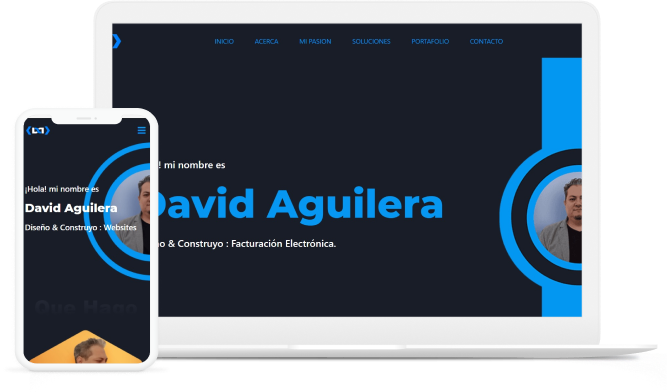 INICIO ACERCA MI PASION SOLUCIONES PORTAFOLIO CONTACTO
! mi nombre es
David Aguilera
& Construyo : Facturación Electrónica.
¡Hola! mi nombre es
David Aguilera
Diseño & Construyo : Websites
Que Hago